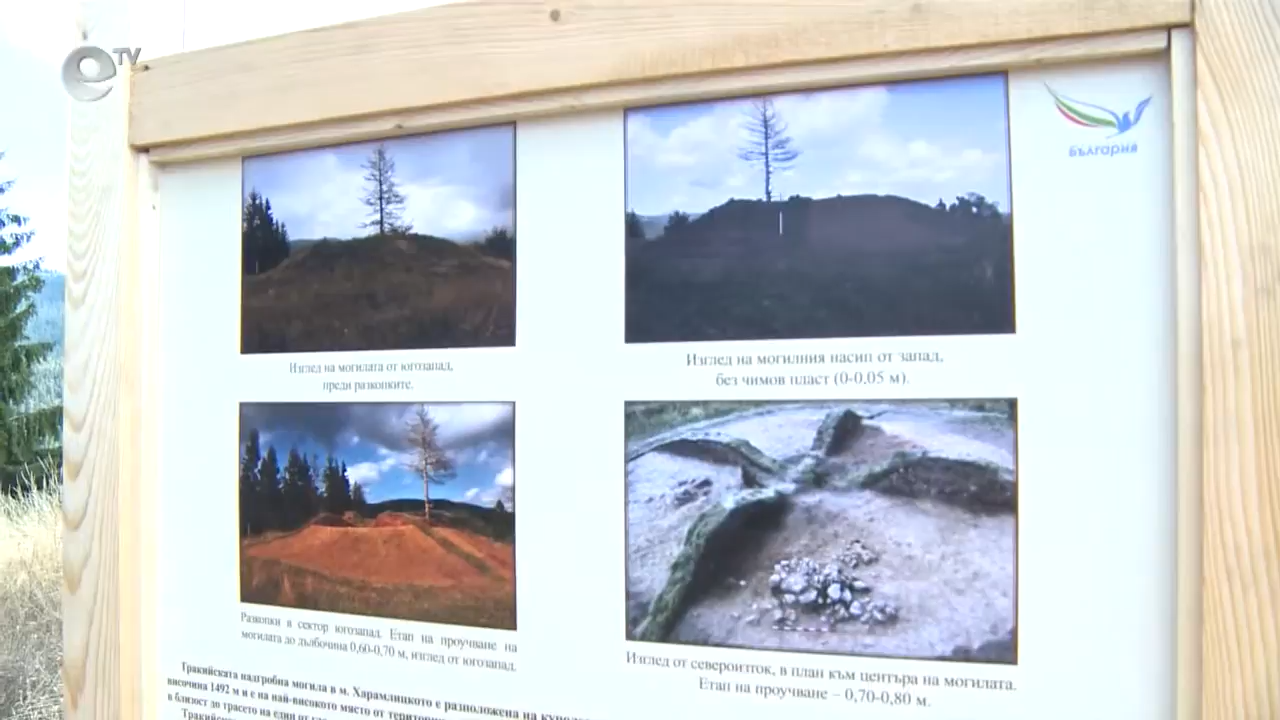 e TV
България
Изглед на могилата от югозапад,
преди разкопките.
Изглед на могилния насип от запад,
без чимов пласт (0-0,05 м).
Разкопки в сектор югозапад. Етап на проучване на
могилата до дълбочина 0,60-0,70 м, изглед от югозапад.
Изглед от североизток, в план към центъра на могилата.
Етап на проучване – 0,70-0,80 м.
Тракийската надгробна могила в м. Харамлицкото е разположена на
височина 1492 м и е на най-високото място от
в близост до трасето на един от